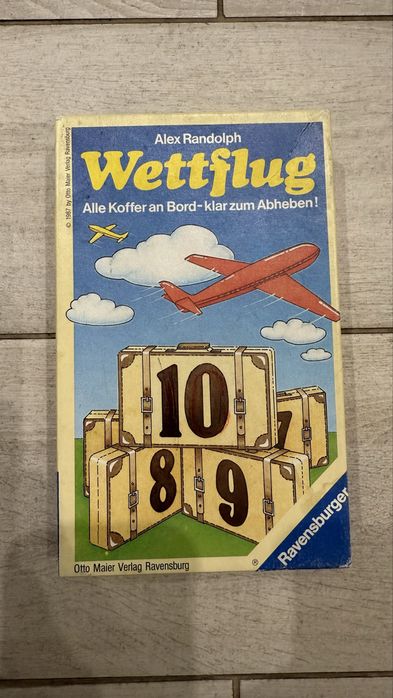 Alex Randolph
Wettflug
Alle Koffer an Bord-klar zum Abheben!
© 1987 by Otto Maier Verlag Ravensburg
10
7
8
9
Ravensburger
®
Otto Maier Verlag Ravensburg